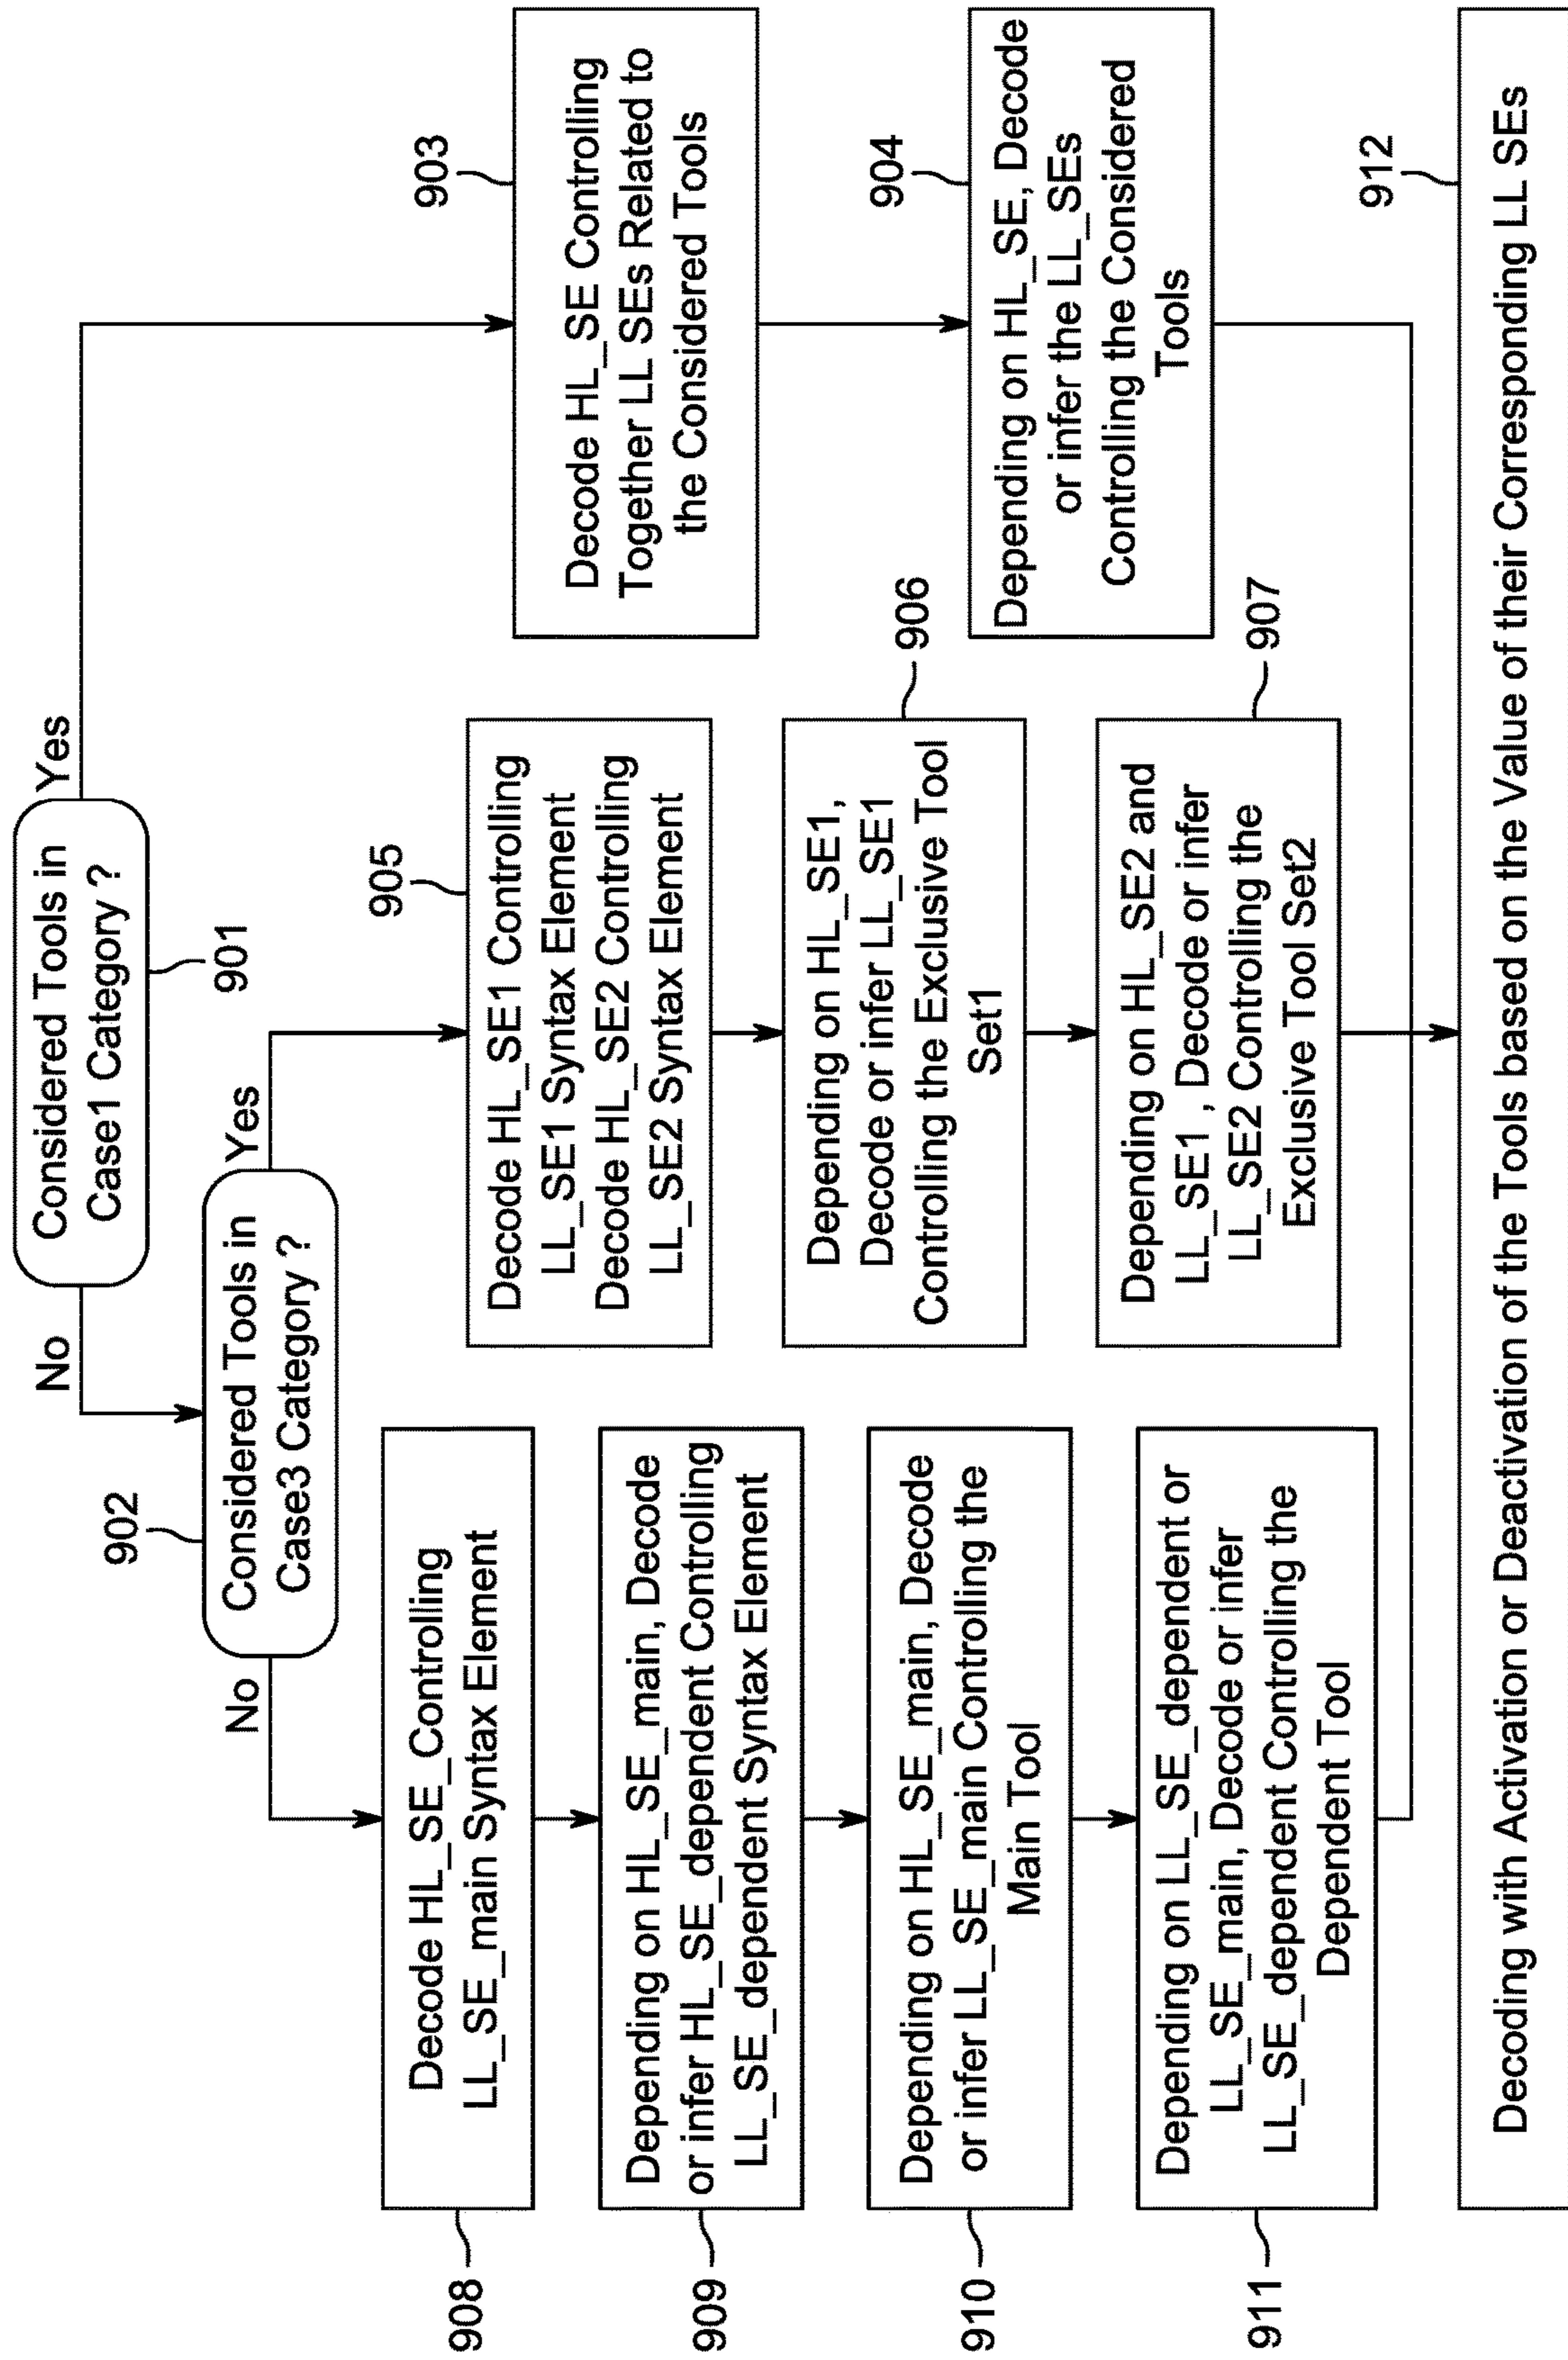 Considered Tools in
Case1 Category ?
901
Yes
No
902
Considered Tools in
Case3 Category ?
Yes
No
903
Decode HL_SE Controlling
Together LL SEs Related to
the Considered Tools
904
Depending on HL_SE, Decode
or infer the LL_SEs
Controlling the Considered
Tools
905
Decode HL_SE1 Controlling
LL_SE1 Syntax Element
Decode HL_SE2 Controlling
LL_SE2 Syntax Element
906
Depending on HL_SE1,
Decode or infer LL_SE1
Controlling the Exclusive Tool
Set1
907
Depending on HL_SE2 and
LL_SE1 , Decode or infer
LL_SE2 Controlling the
Exclusive Tool Set2
908
Decode HL_SE_Controlling
LL_SE_main Syntax Element
909
Depending on HL_SE_main, Decode
or infer HL_SE_dependent Controlling
LL_SE_dependent Syntax Element
910
Depending on HL_SE_main, Decode
or infer LL_SE_main Controlling the
Main Tool
911
Depending on LL_SE_dependent or
LL_SE_main, Decode or infer
LL_SE_dependent Controlling the
Dependent Tool
912
Decoding with Activation or Deactivation of the Tools based on the Value of their Corresponding LL SEs